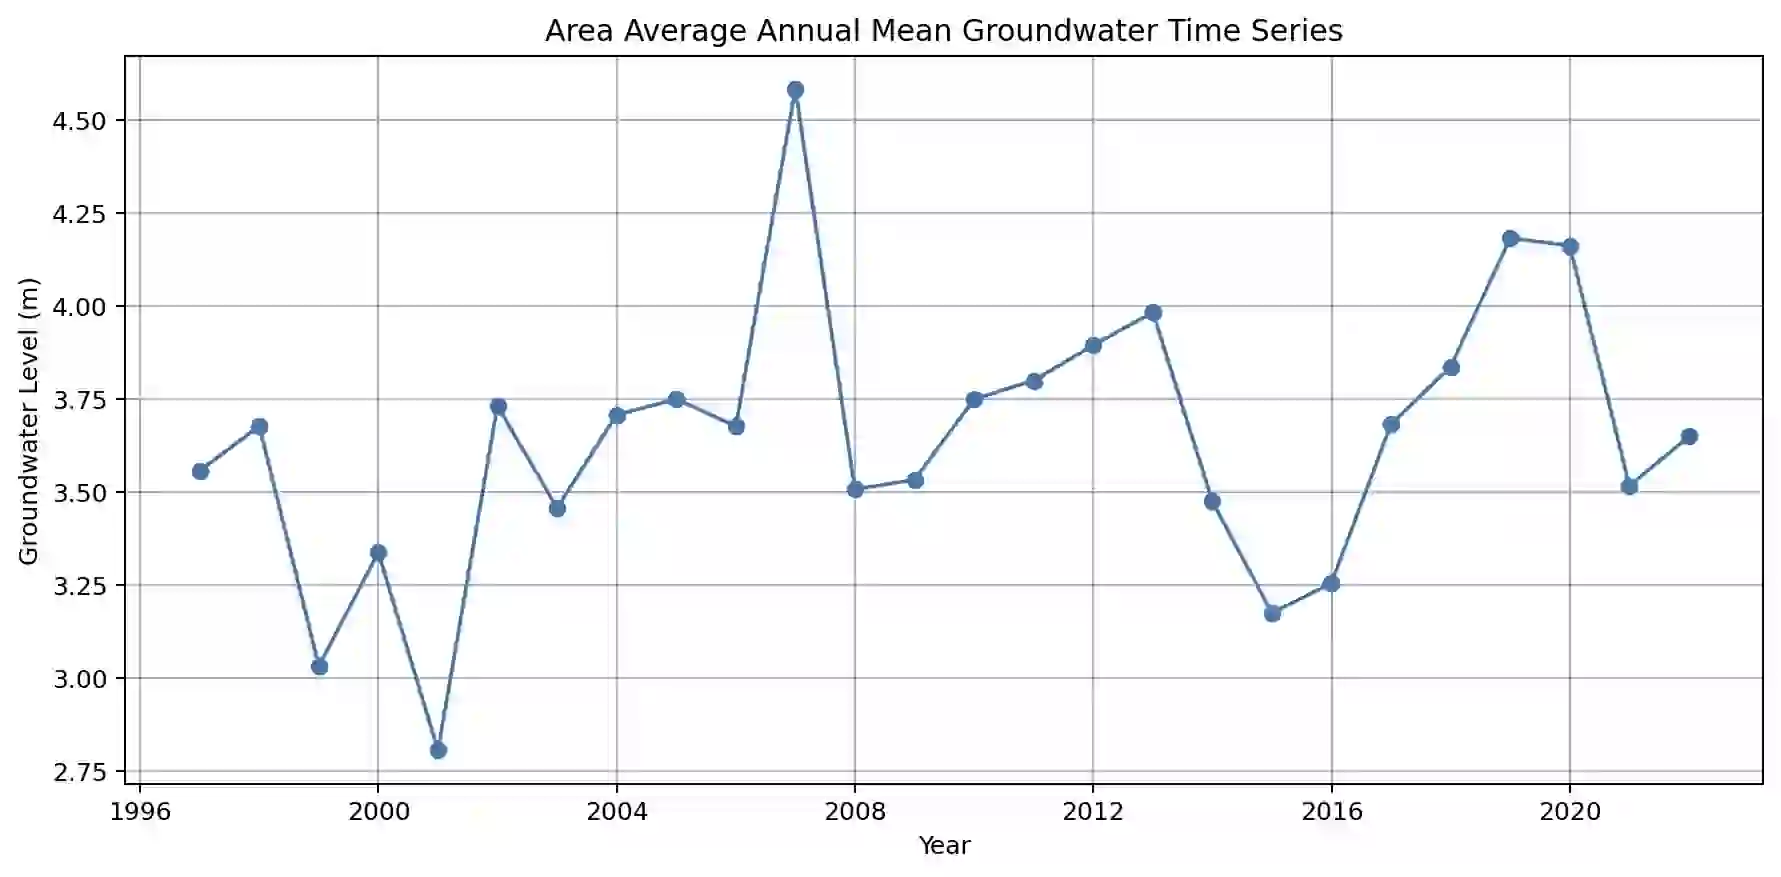 Area Average Annual Mean Groundwater Time Series
Groundwater Level (m)
4.50
4.25
4.00
3.75
3.50
3.25
3.00
2.75
1996 2000 2004 2008 2012 2016 2020
Year